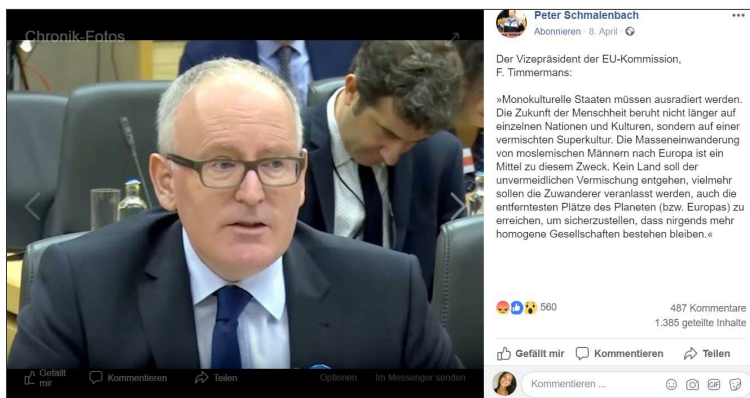 Chronik-Fotos
Gefällt mir
Kommentieren
Teilen
Optionen
Im Messenger senden
Peter Schmalenbach
Abonnieren · 8. April ·
Der Vizepräsident der EU-Kommission,
F. Timmermans:
»Monokulturelle Staaten müssen ausradiert werden.
Die Zukunft der Menschheit beruht nicht länger auf
einzelnen Nationen und Kulturen, sondern auf einer
vermischten Superkultur. Die Masseneinwanderung
von moslemischen Männern nach Europa ist ein
Mittel zu diesem Zweck. Kein Land soll der
unvermeidlichen Vermischung entgehen, vielmehr
sollen die Zuwanderer veranlasst werden, auch die
entferntesten Plätze des Planeten (bzw. Europas) zu
erreichen, um sicherzustellen, dass nirgends mehr
homogene Gesellschaften bestehen bleiben.«
560
487 Kommentare
1.385 geteilte Inhalte
Gefällt mir
Kommentieren
Teilen
Kommentieren ...
GIF